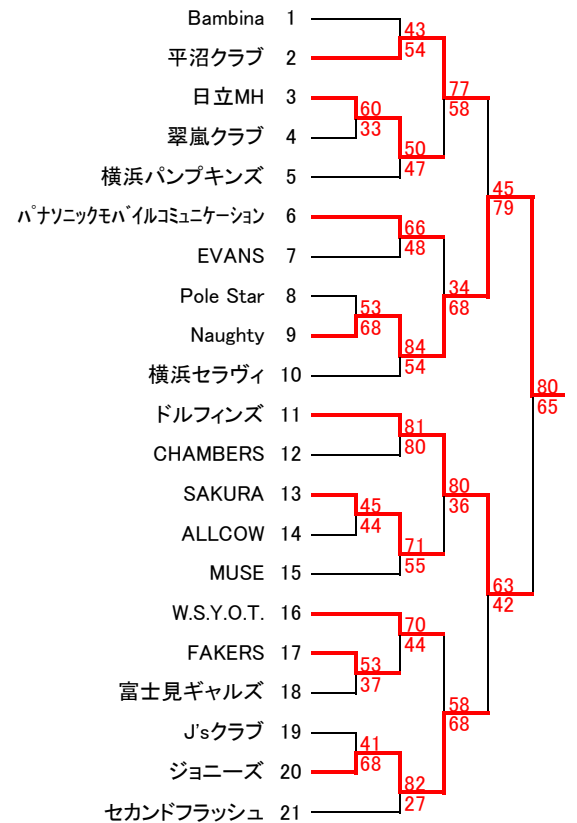 Bambina 1
43
平沼クラブ 2
54
77
日立MH 3
58
60
翠嵐クラブ 4
33
50
横浜パンプキンズ 5
47
45
パナソニックモバイルコミュニケーション 6
79
66
EVANS 7
48
Pole Star 8
34
53
68
Naughty 9
68
84
横浜セラヴィ 10
54
80
ドルフィンズ 11
65
81
CHAMBERS 12
80
SAKURA 13
80
45
36
ALLCOW 14
44
71
MUSE 15
55
63
W.S.Y.O.T. 16
42
70
FAKERS 17
44
53
富士見ギャルズ 18
37
58
J'sクラブ 19
68
41
ジョニーズ 20
68
82
セカンドフラッシュ 21
27